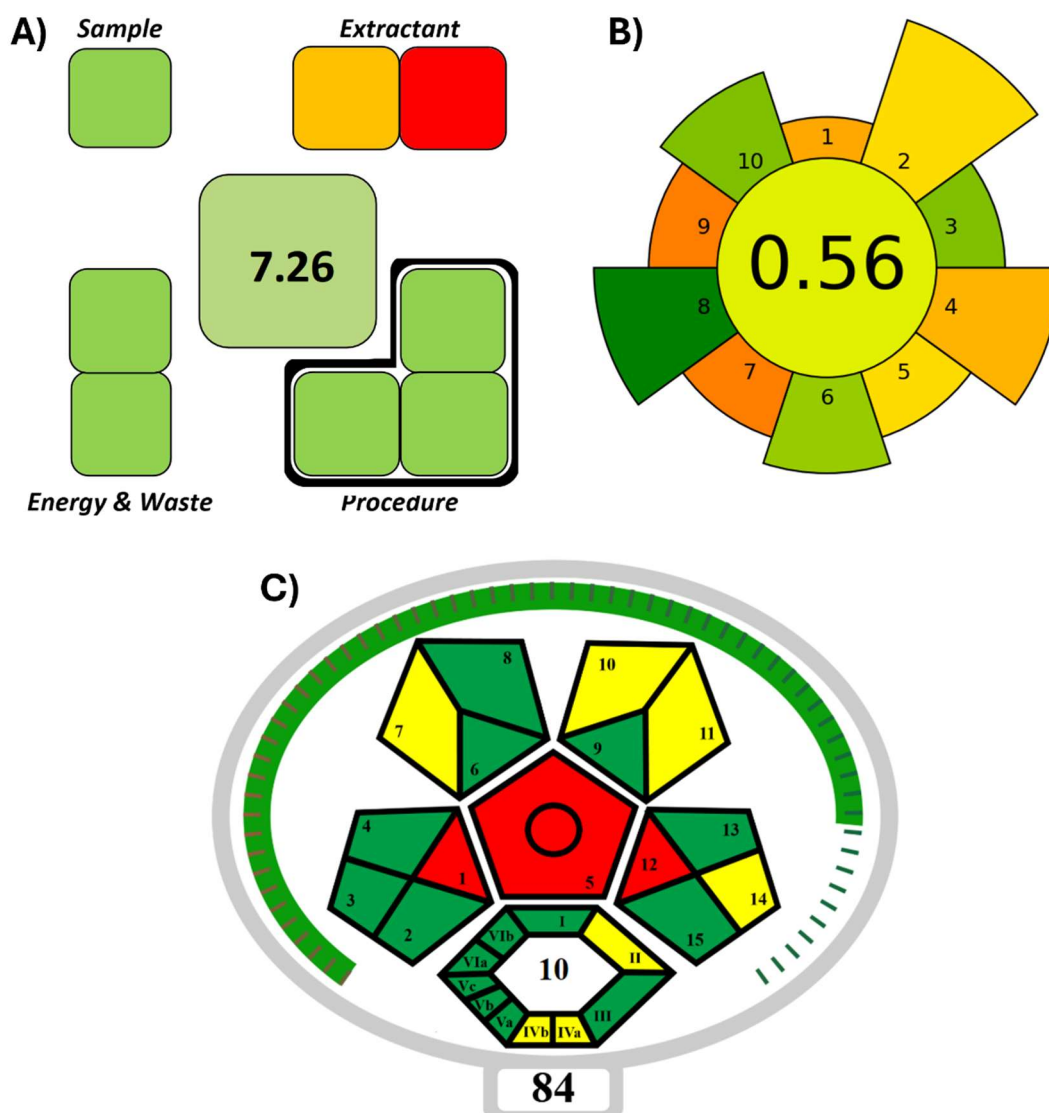 A)
Sample
Extractant
7.26
Energy & Waste
Procedure
B)
1
2
3
4
5
6
7
8
9
10
0.56
C)
8
7
6
10
11
9
4
3
2
1
5
12
13
14
15
I
II
III
IVa
IVb
Va
Vb
Vc
VIa
VIb
10
84